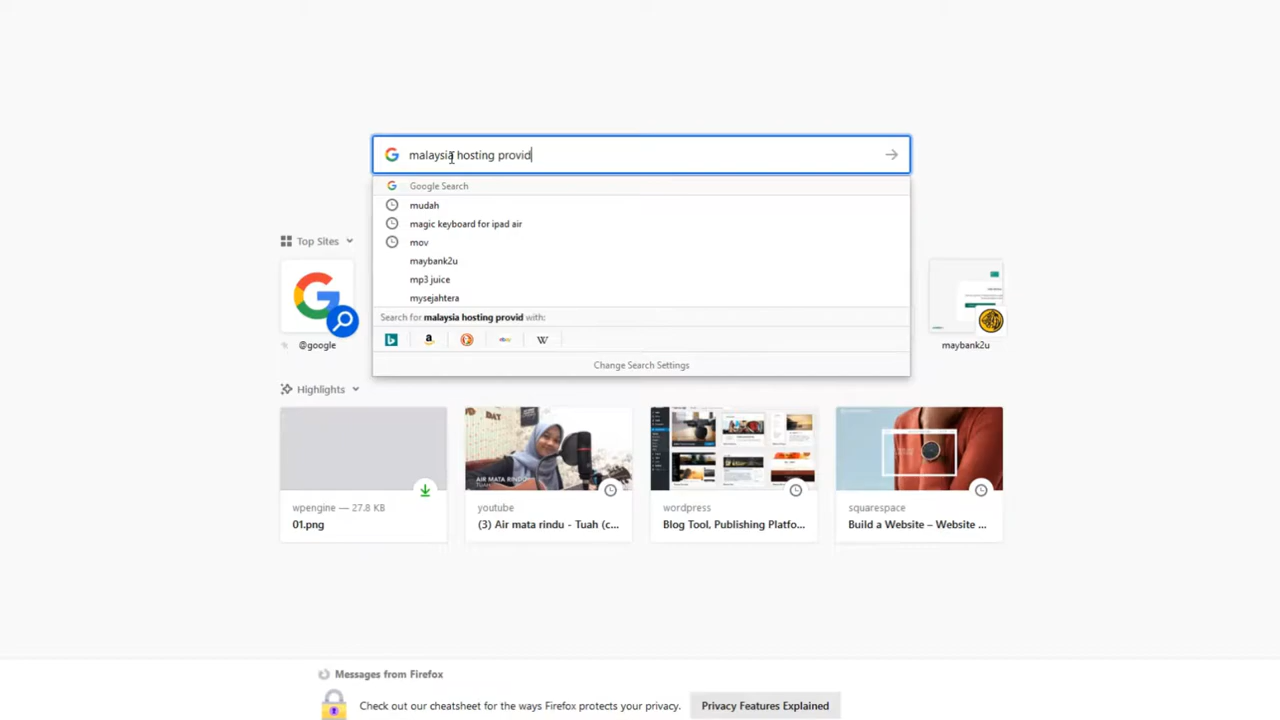 malaysia hosting provid
Google Search
mudah
magic keyboard for ipad air
mov
maybank2u
mp3 juice
mysejahtera
Search for malaysia hosting provid with:
Change Search Settings
Top Sites
@google
maybank2u
Highlights
wpengine — 27.8 KB
01.png
AIR MATA RINDU
youtube
(3) Air mata rindu - Tuah (c...
wordpress
Blog Tool, Publishing Platfo...
squarespace
Build a Website – Website ...
Messages from Firefox
Check out our cheatsheet for the ways Firefox protects your privacy.
Privacy Features Explained